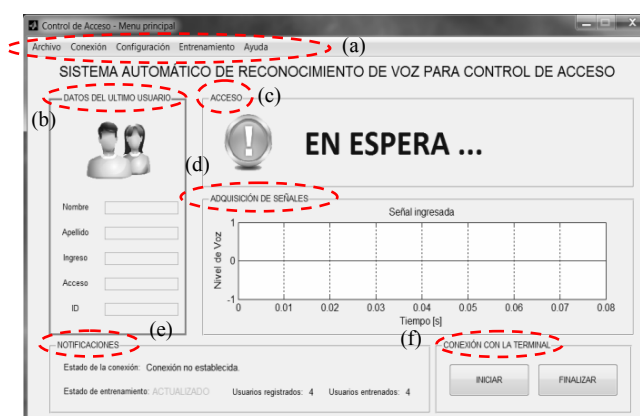 Control de Acceso - Menu principal
Archivo Conexión Configuración Entrenamiento Ayuda (a)
SISTEMA AUTOMÁTICO DE RECONOCIMIENTO DE VOZ PARA CONTROL DE ACCESO
DATOS DEL ULTIMO USUARIO
(b)
ACCESO
(c)
EN ESPERA ...
(d)
Nombre
Apellido
Ingreso
Acceso
ID
ADQUISICIÓN DE SEÑALES
Señal ingresada
Nivel de Voz
1
0
-1
0 0.01 0.02 0.03 0.04 0.05 0.06 0.07 0.08
Tiempo [s]
(e)
NOTIFICACIONES
Estado de la conexión: Conexión no establecida.
Estado de entrenamiento: ACTUALIZADO Usuarios registrados: 4 Usuarios entrenados: 4
(f)
CONEXIÓN CON LA TERMINAL
INICIAR FINALIZAR